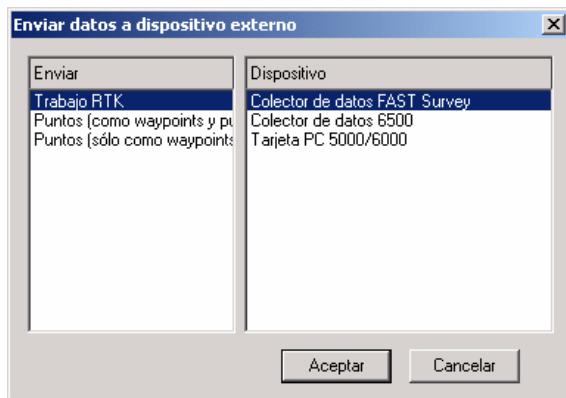 Enviar datos a dispositivo externo
Enviar
Dispositivo
Trabajo RTK
Colector de datos FAST Survey
Puntos (como waypoints y pu
Colector de datos 6500
Puntos (sólo como waypoints
Tarjeta PC 5000/6000
Aceptar
Cancelar